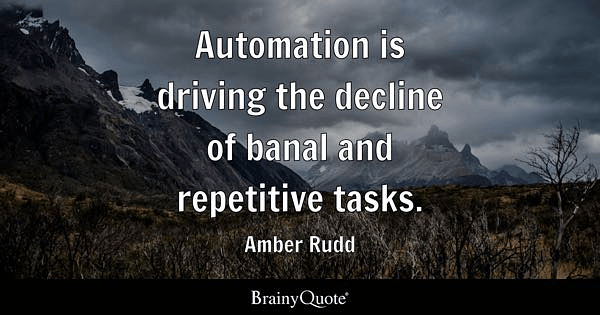 Automation is
driving the decline
of banal and
repetitive tasks.
Amber Rudd
BrainyQuote®